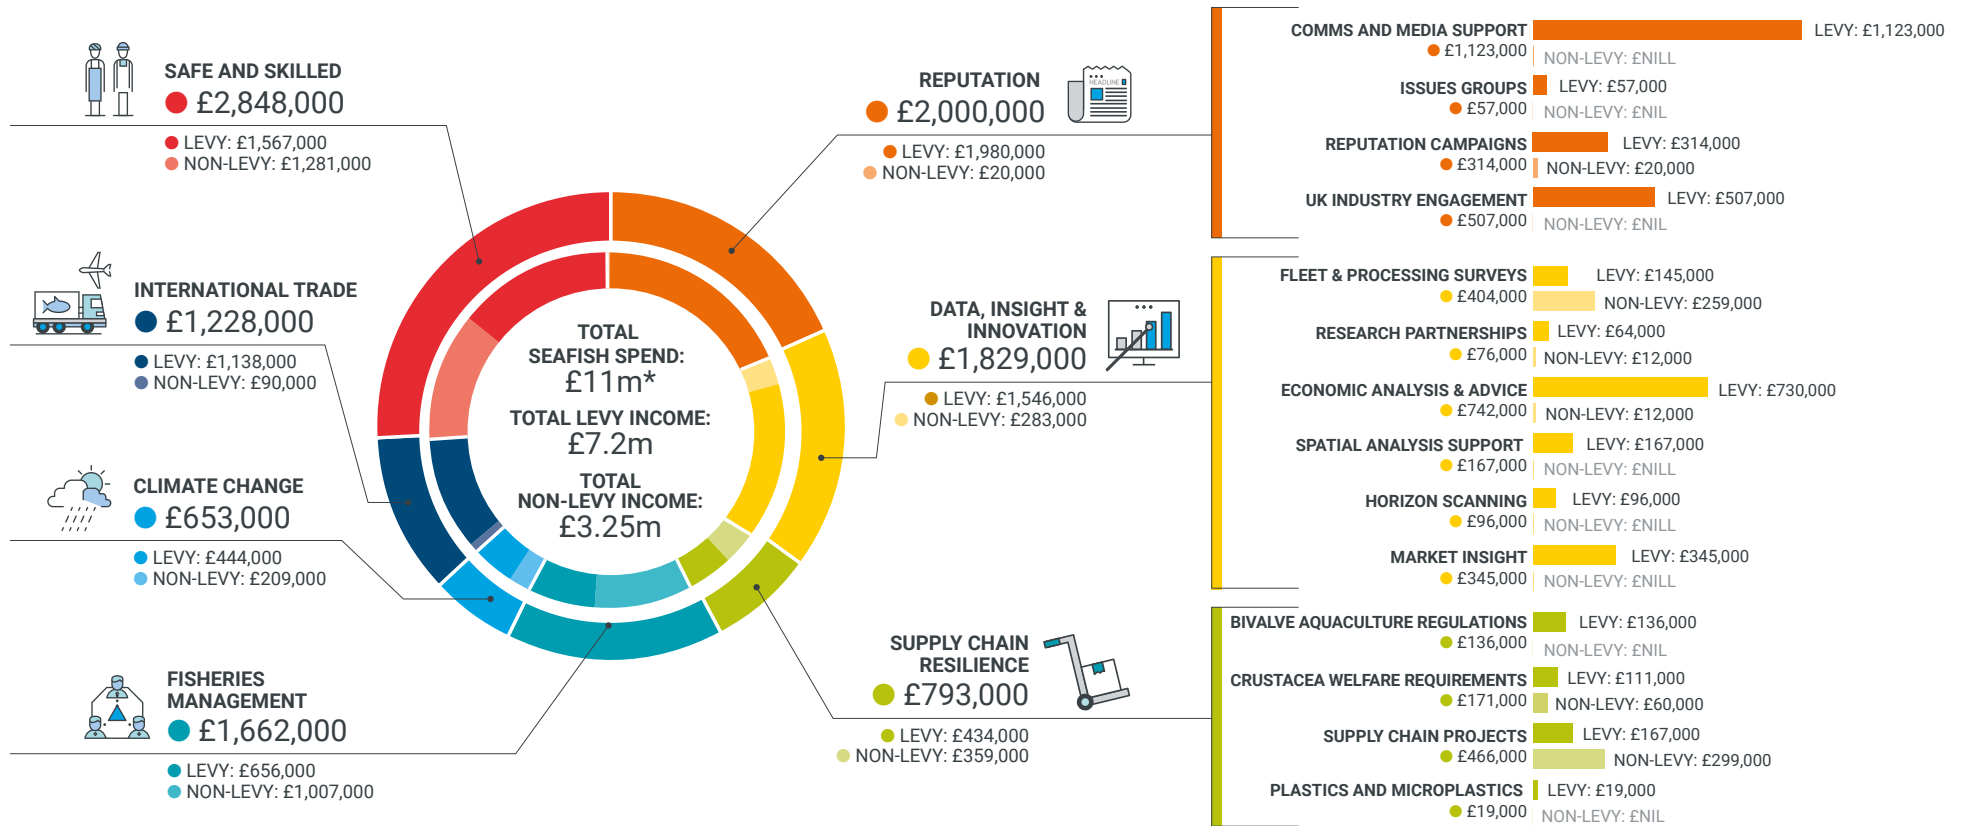 SAFE AND SKILLED
£2,848,000
LEVY: £1,567,000
NON-LEVY: £1,281,000
INTERNATIONAL TRADE
£1,228,000
LEVY: £1,138,000
NON-LEVY: £90,000
CLIMATE CHANGE
£653,000
LEVY: £444,000
NON-LEVY: £209,000
FISHERIES
MANAGEMENT
£1,662,000
LEVY: £656,000
NON-LEVY: £1,007,000
TOTAL
SEAFISH SPEND:
£11m*
TOTAL LEVY INCOME:
£7.2m
TOTAL
NON-LEVY INCOME:
£3.25m
REPUTATION
£2,000,000
HEADLINE
LEVY: £1,980,000
NON-LEVY: £20,000
DATA, INSIGHT &
INNOVATION
£1,829,000
LEVY: £1,546,000
NON-LEVY: £283,000
SUPPLY CHAIN
RESILIENCE
£793,000
LEVY: £434,000
NON-LEVY: £359,000
COMMS AND MEDIA SUPPORT
£1,123,000
LEVY: £1,123,000
NON-LEVY: £NILL
ISSUES GROUPS
£57,000
LEVY: £57,000
NON-LEVY: £NIL
REPUTATION CAMPAIGNS
£314,000
LEVY: £314,000
NON-LEVY: £20,000
UK INDUSTRY ENGAGEMENT
£507,000
LEVY: £507,000
NON-LEVY: £NIL
FLEET & PROCESSING SURVEYS
£404,000
LEVY: £145,000
NON-LEVY: £259,000
RESEARCH PARTNERSHIPS
£76,000
LEVY: £64,000
NON-LEVY: £12,000
ECONOMIC ANALYSIS & ADVICE
£742,000
LEVY: £730,000
NON-LEVY: £12,000
SPATIAL ANALYSIS SUPPORT
£167,000
LEVY: £167,000
NON-LEVY: £NILL
HORIZON SCANNING
£96,000
LEVY: £96,000
NON-LEVY: £NILL
MARKET INSIGHT
£345,000
LEVY: £345,000
NON-LEVY: £NILL
BIVALVE AQUACULTURE REGULATIONS
£136,000
LEVY: £136,000
NON-LEVY: £NIL
CRUSTACEA WELFARE REQUIREMENTS
£171,000
LEVY: £111,000
NON-LEVY: £60,000
SUPPLY CHAIN PROJECTS
£466,000
LEVY: £167,000
NON-LEVY: £299,000
PLASTICS AND MICROPLASTICS
£19,000
LEVY: £19,000
NON-LEVY: £NIL